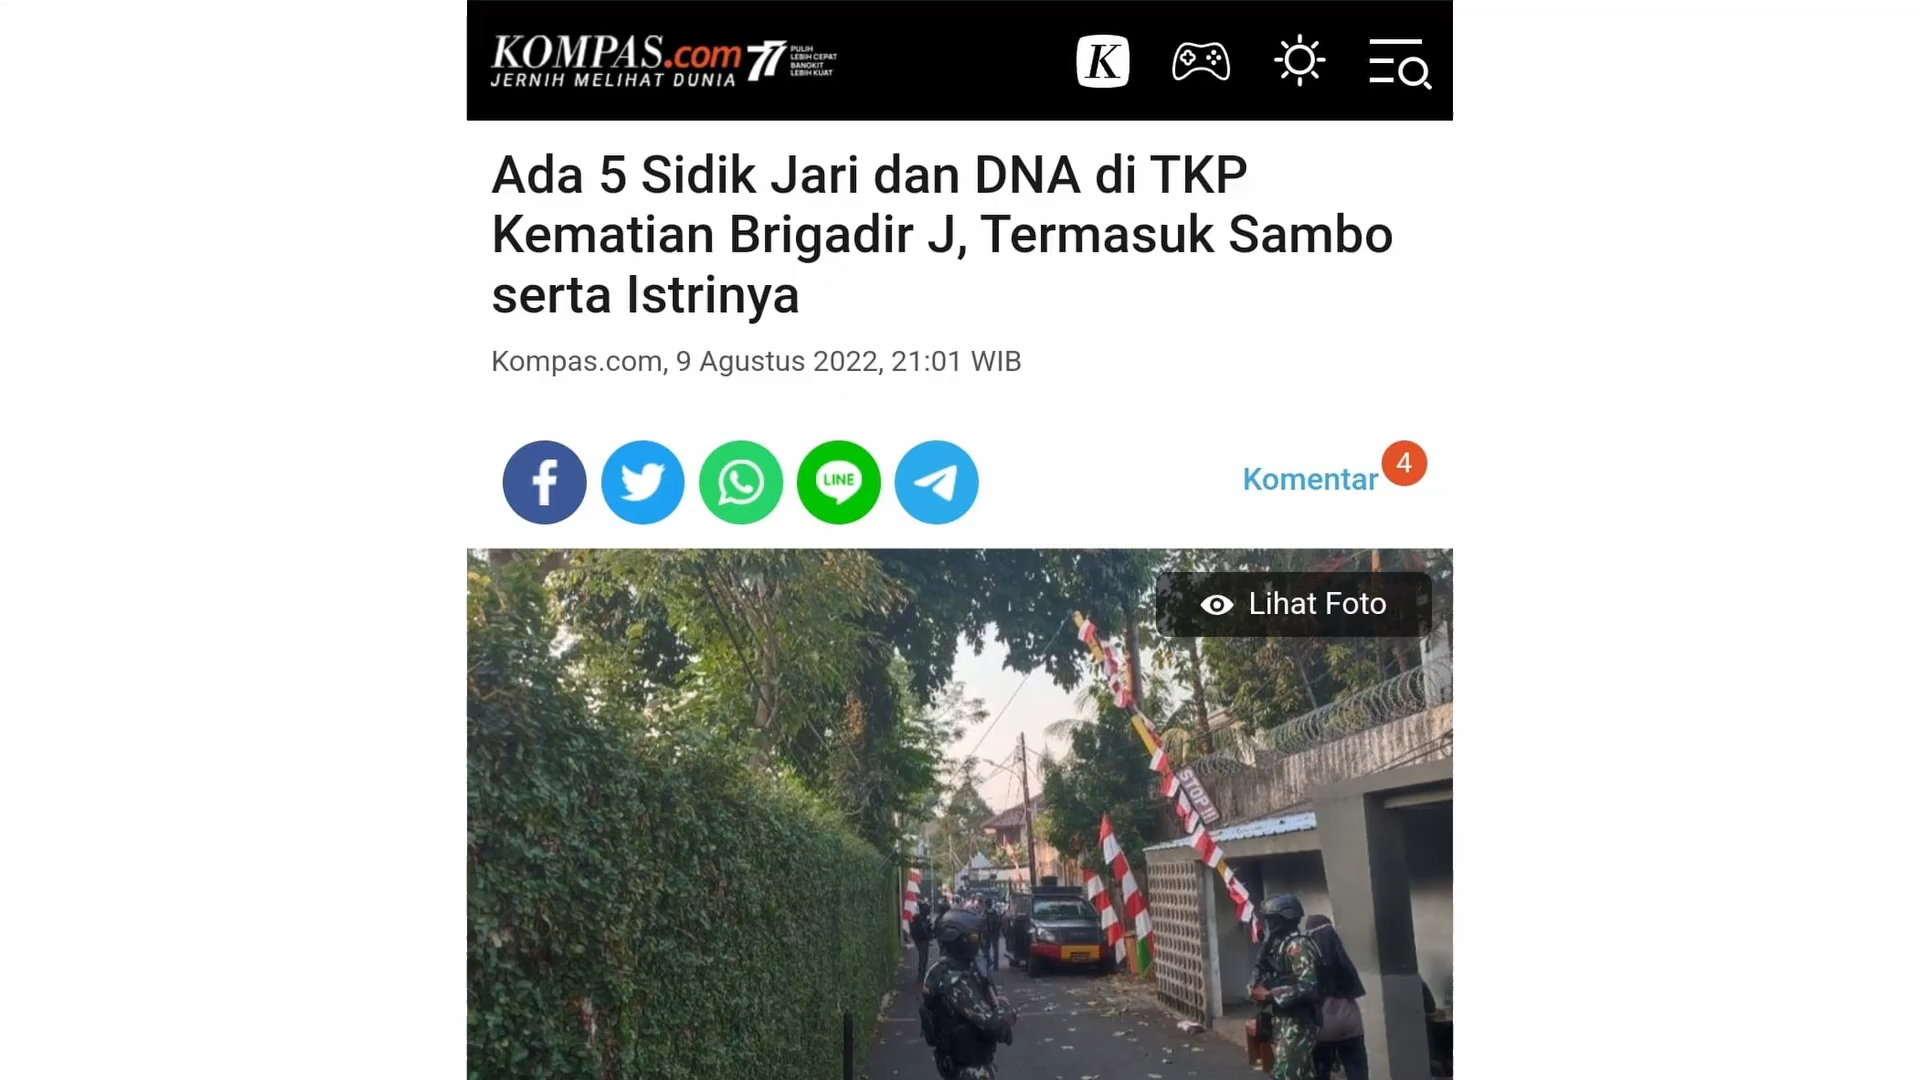 KOMPAS.com
JERNIH MELIHAT DUNIA
77
PULIH
LEBIH CEPAT
BANGKIT
LEBIH KUAT
K
Ada 5 Sidik Jari dan DNA di TKP
Kematian Brigadir J, Termasuk Sambo
serta Istrinya
Kompas.com, 9 Agustus 2022, 21:01 WIB
LINE
Komentar
4
Lihat Foto
STOP!!!